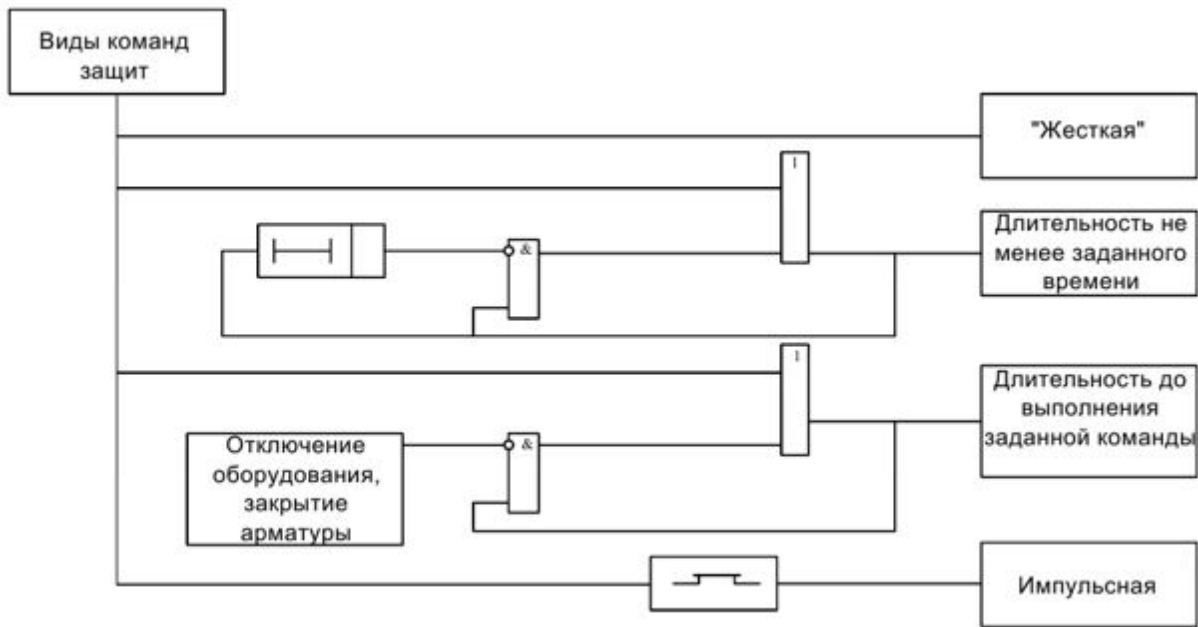 Виды команд
защит
"Жесткая"
1
Длительность не
менее заданного
времени
&
1
Длительность до
выполнения
заданной команды
Отключение
оборудования,
закрытие
арматуры
&
Импульсная